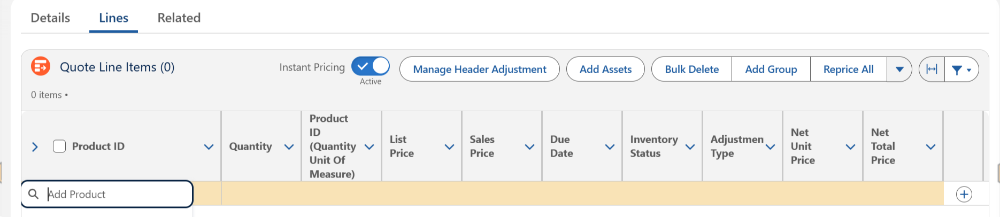 Details Lines Related
Quote Line Items (0)
Instant Pricing
Active
Manage Header Adjustment
Add Assets
Bulk Delete
Add Group
Reprice All
0 items •
Product ID
Quantity
Product
ID
(Quantity
Unit Of
Measure)
List
Price
Sales
Price
Due
Date
Inventory
Status
Adjustmen
Type
Net
Unit
Price
Net
Total
Price
Add Product